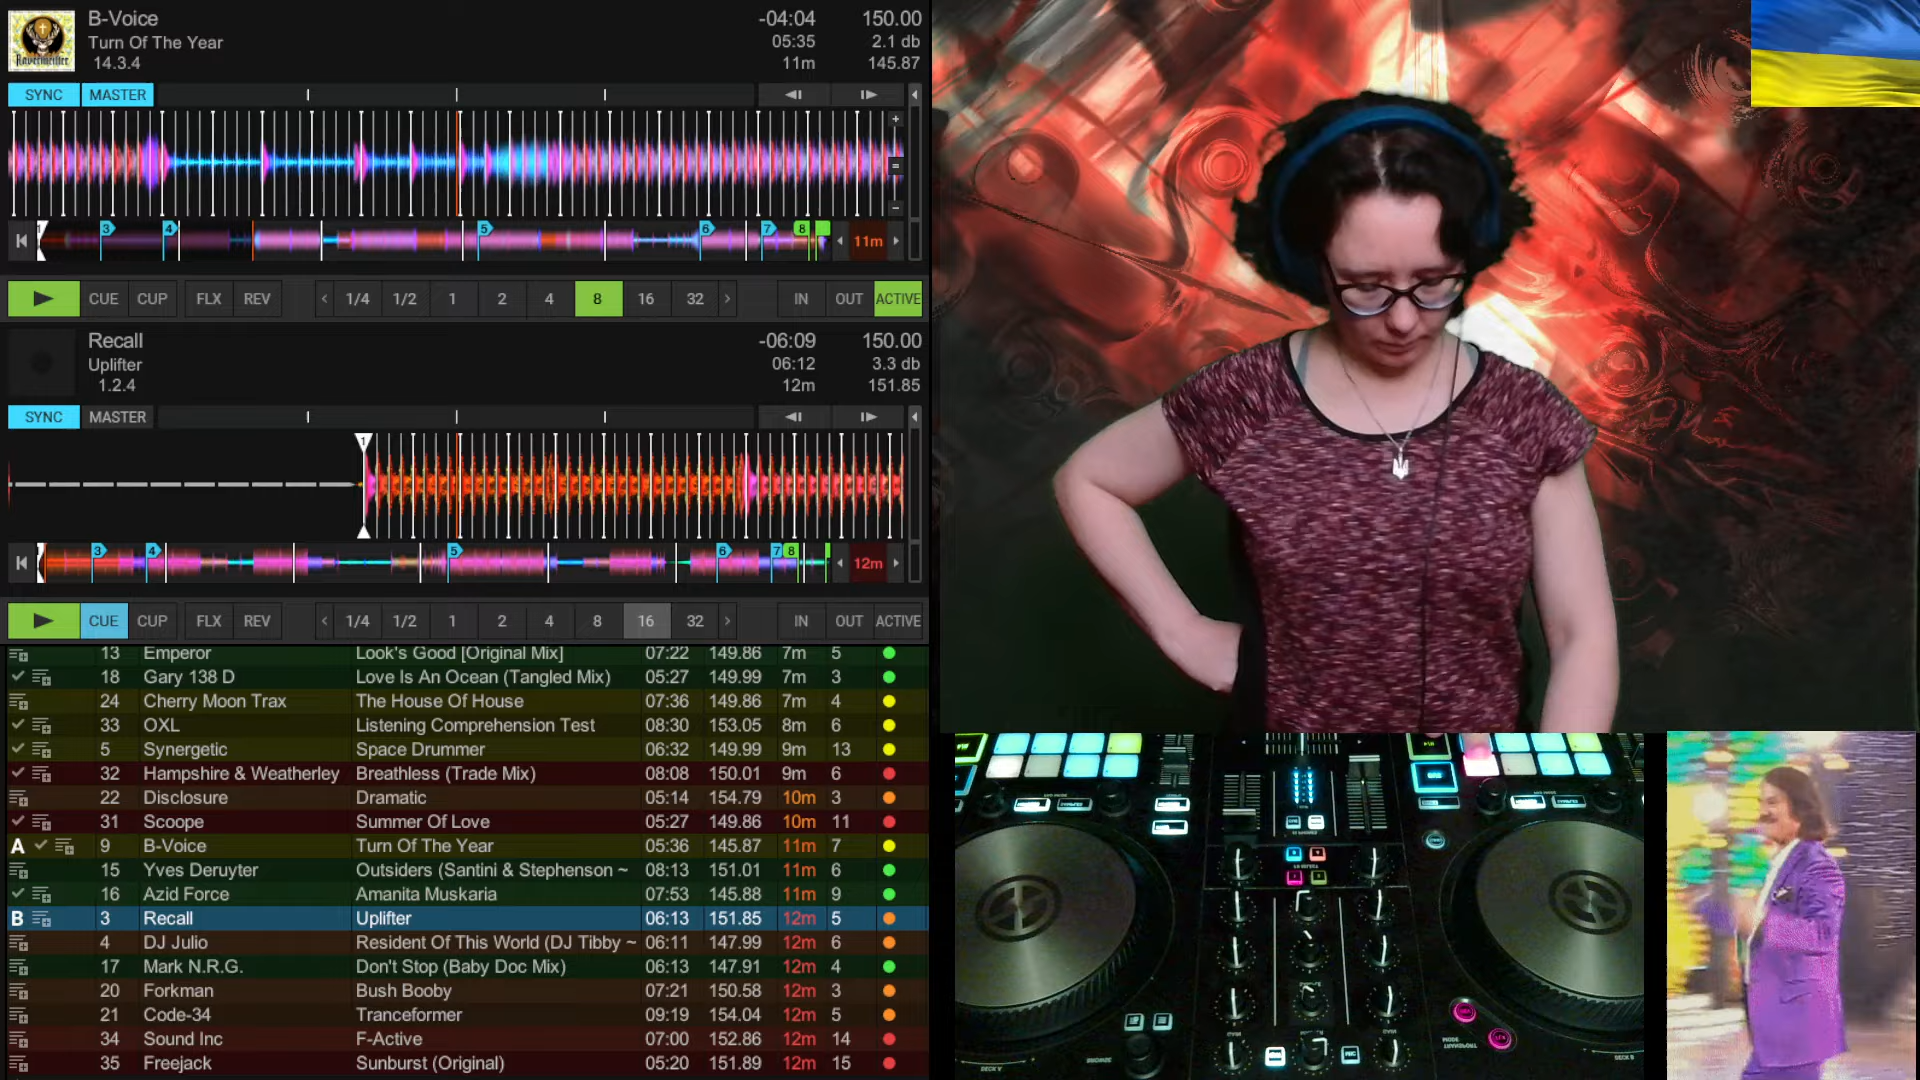 B-Voice -04:04 150.00
Turn Of The Year 05:35 2.1 db
14.3.4 11m 145.87
SYNC MASTER
3 4 5 6 7 8 11m
CUE CUP FLX REV 1/4 1/2 1 2 4 8 16 32 IN OUT ACTIVE
Recall -06:09 150.00
Uplifter 06:12 3.3 db
1.2.4 12m 151.85
SYNC MASTER
1
3 4 5 6 7 8 12m
CUE CUP FLX REV 1/4 1/2 1 2 4 8 16 32 IN OUT ACTIVE
13 Emperor Look's Good [Original Mix] 07:22 149.86 7m 5
18 Gary 138 D Love Is An Ocean (Tangled Mix) 05:27 149.99 7m 3
24 Cherry Moon Trax The House Of House 07:36 149.86 7m 4
33 OXL Listening Comprehension Test 08:30 153.05 8m 6
5 Synergetic Space Drummer 06:32 149.99 9m 13
32 Hampshire & Weatherley Breathless (Trade Mix) 08:08 150.01 9m 6
22 Disclosure Dramatic 05:14 154.79 10m 3
31 Scoope Summer Of Love 05:27 149.86 10m 11
A 9 B-Voice Turn Of The Year 05:36 145.87 11m 7
15 Yves Deruyter Outsiders (Santini & Stephenson ~ 08:13 151.01 11m 6
16 Azid Force Amanita Muskaria 07:53 145.88 11m 9
B 3 Recall Uplifter 06:13 151.85 12m 5
4 DJ Julio Resident Of This World (DJ Tibby ~ 06:11 147.99 12m 6
17 Mark N.R.G. Don't Stop (Baby Doc Mix) 06:13 147.91 12m 4
20 Forkman Bush Booby 07:21 150.58 12m 3
21 Code-34 Tranceformer 09:19 154.04 12m 5
34 Sound Inc F-Active 07:00 152.86 12m 14
35 Freejack Sunburst (Original) 05:20 151.89 12m 15